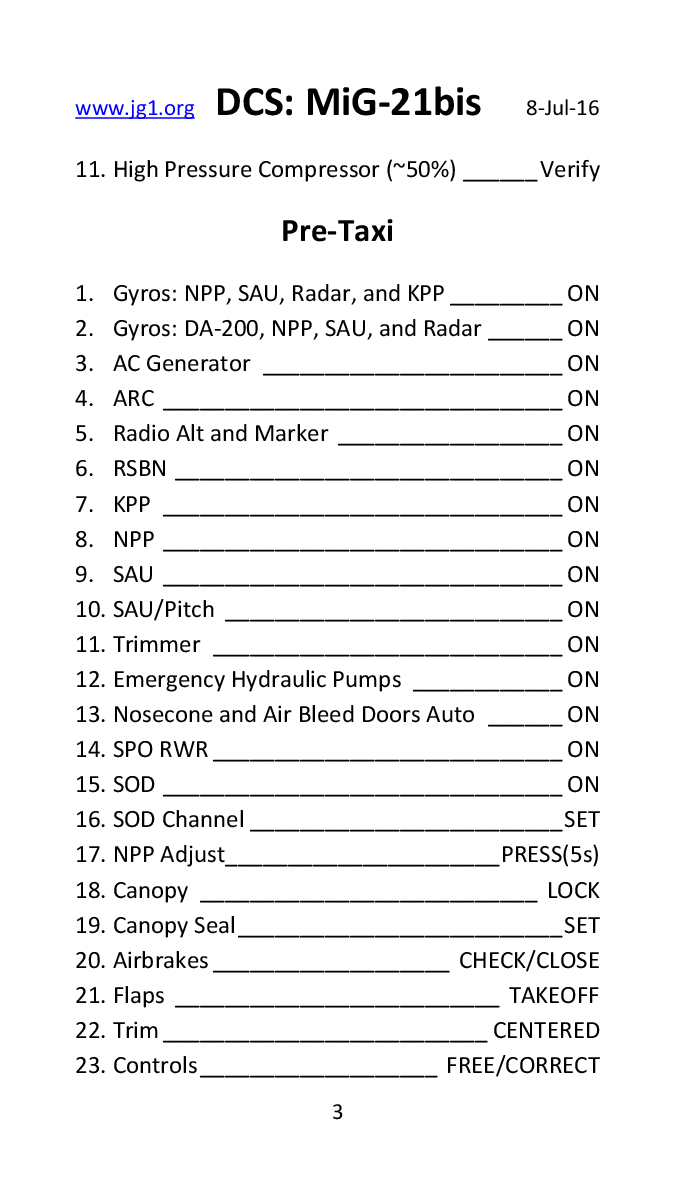 www.jg1.org DCS: MiG-21bis 8-Jul-16
11. High Pressure Compressor (~50%) ______ Verify
Pre-Taxi
1. Gyros: NPP, SAU, Radar, and KPP _________ ON
2. Gyros: DA-200, NPP, SAU, and Radar ______ ON
3. AC Generator ________________________ ON
4. ARC ________________________________ ON
5. Radio Alt and Marker __________________ ON
6. RSBN _______________________________ ON
7. KPP ________________________________ ON
8. NPP ________________________________ ON
9. SAU ________________________________ ON
10. SAU/Pitch ___________________________ ON
11. Trimmer ____________________________ ON
12. Emergency Hydraulic Pumps ____________ ON
13. Nosecone and Air Bleed Doors Auto ______ ON
14. SPO RWR ____________________________ ON
15. SOD ________________________________ ON
16. SOD Channel _________________________SET
17. NPP Adjust______________________PRESS(5s)
18. Canopy ___________________________ LOCK
19. Canopy Seal__________________________SET
20. Airbrakes ___________________ CHECK/CLOSE
21. Flaps __________________________ TAKEOFF
22. Trim __________________________ CENTERED
23. Controls___________________ FREE/CORRECT
3